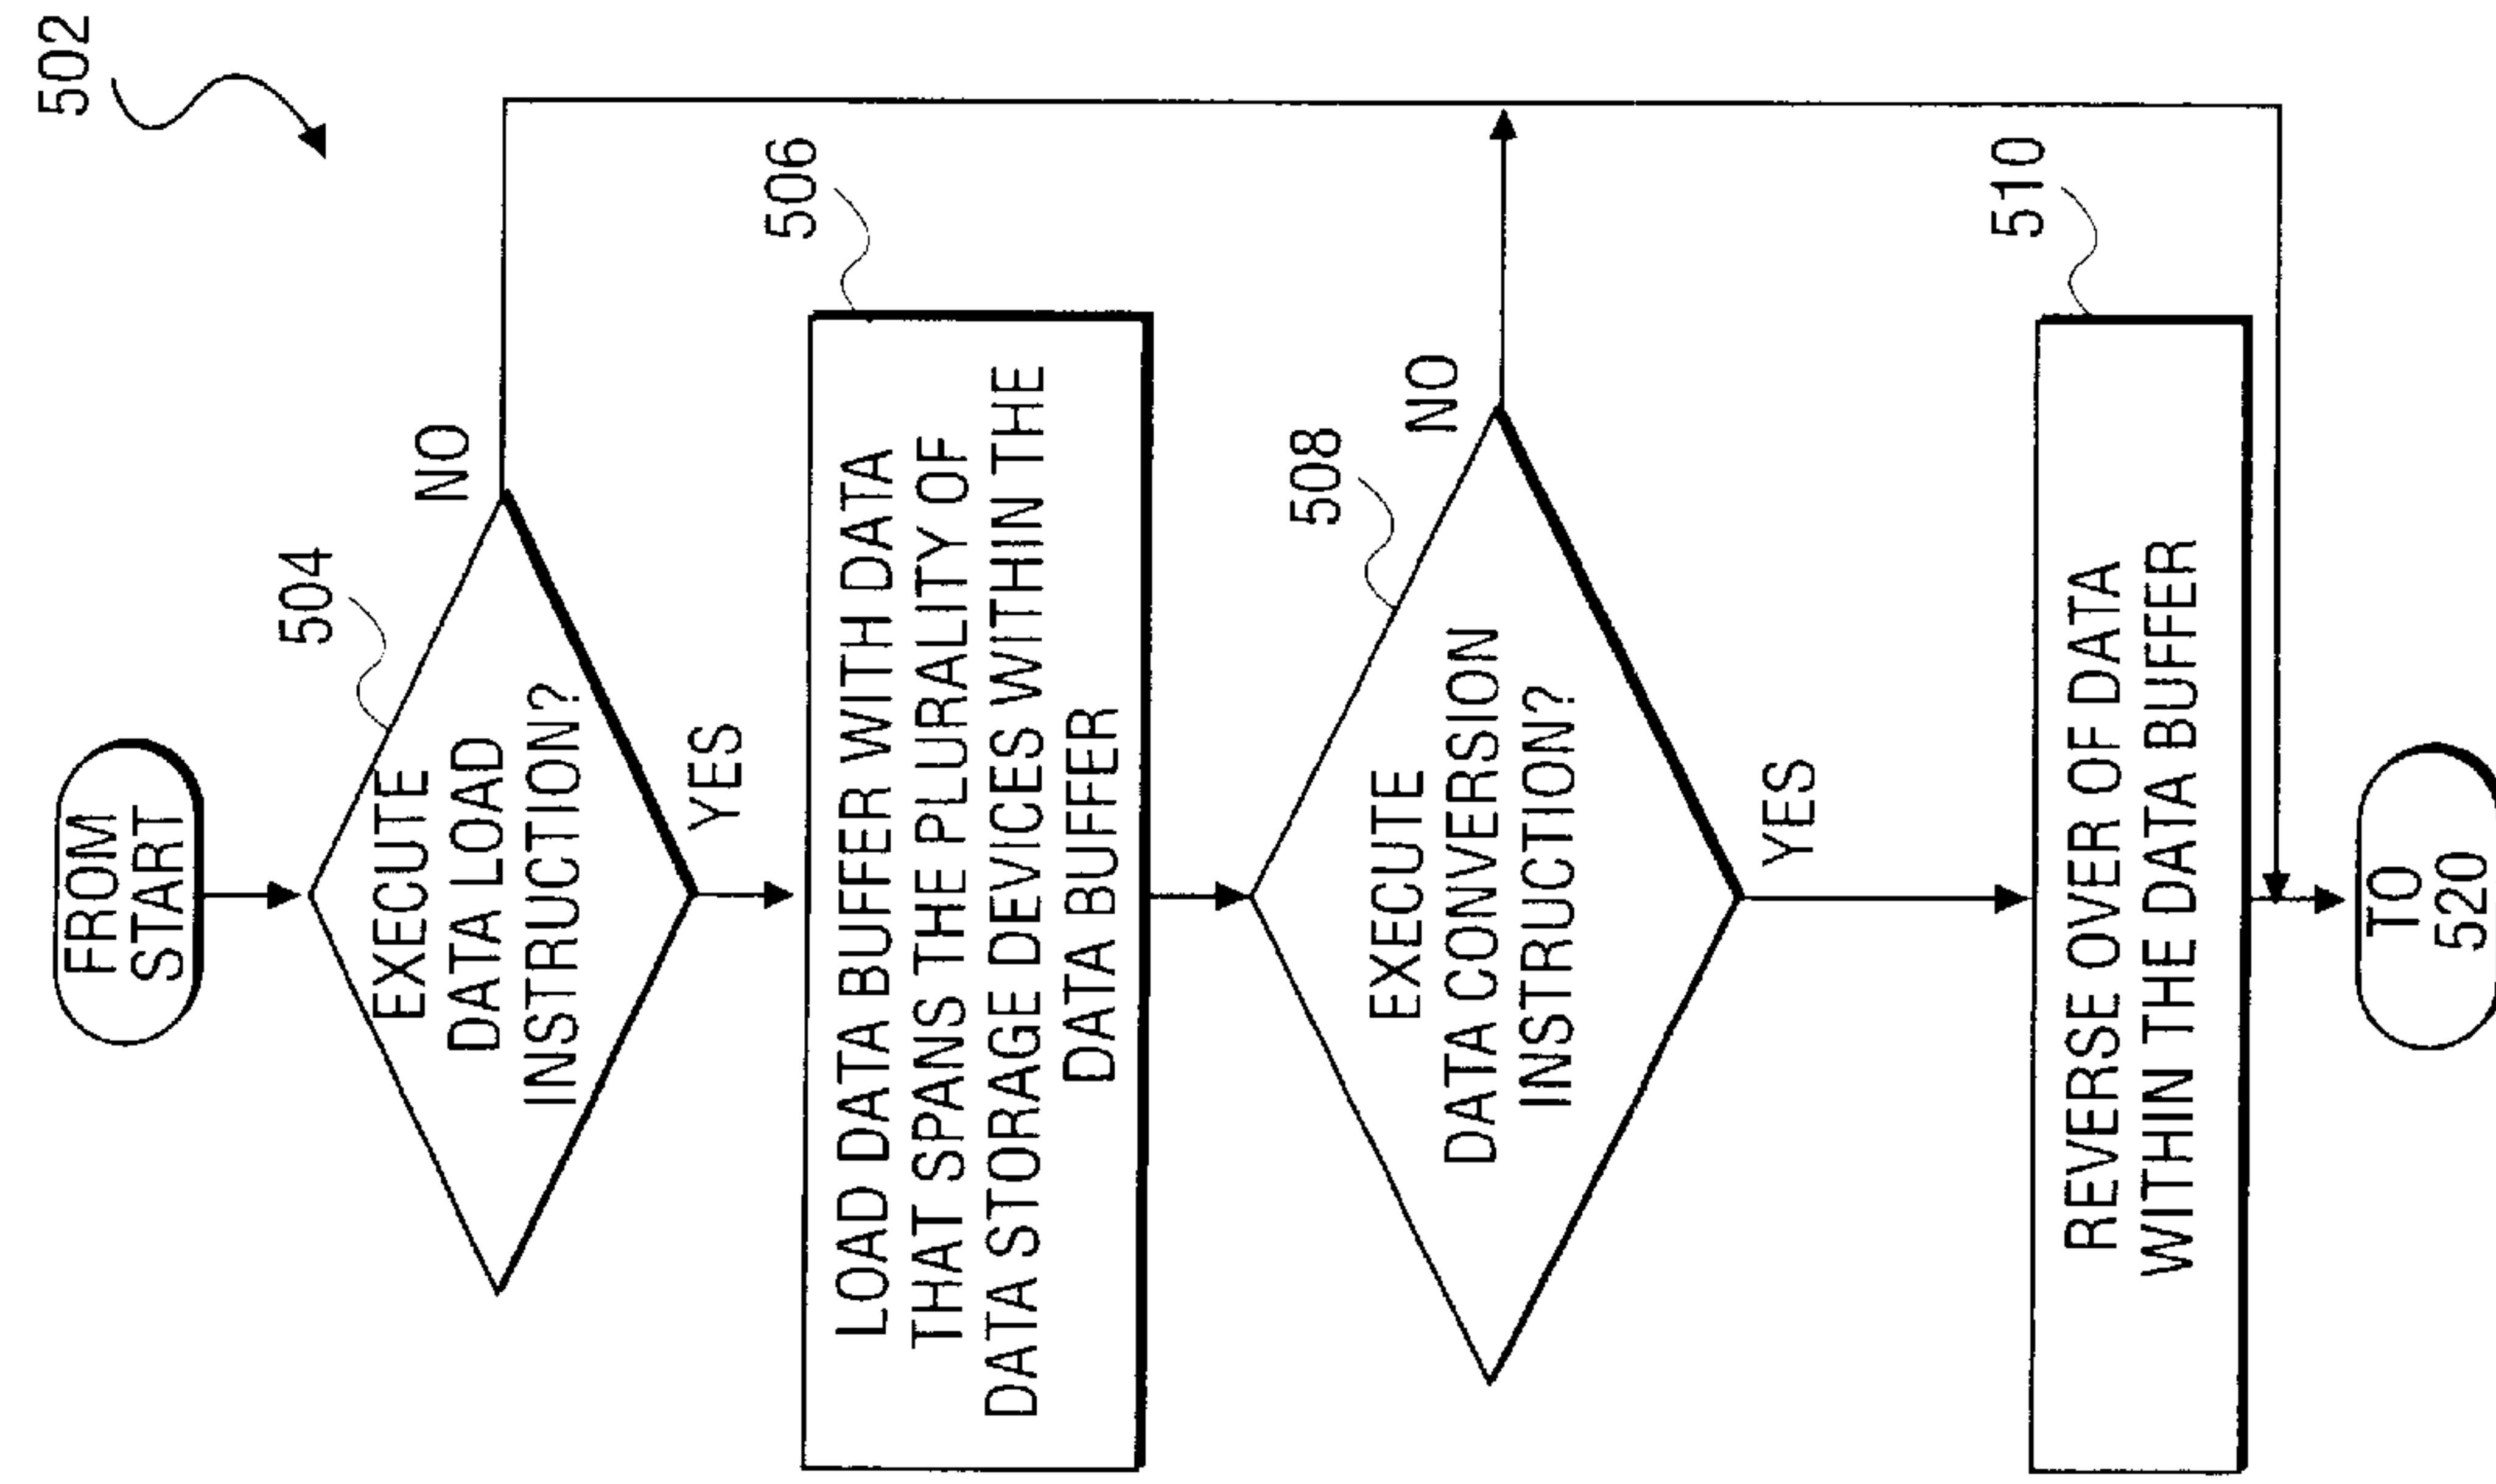 502
FROM
START
504
EXECUTE
DATA LOAD
INSTRUCTION?
NO
YES
506
LOAD DATA BUFFER WITH DATA
THAT SPANS THE PLURALITY OF
DATA STORAGE DEVICES WITHIN THE
DATA BUFFER
508
EXECUTE
DATA CONVERSION
INSTRUCTION?
NO
YES
510
REVERSE OVER OF DATA
WITHIN THE DATA BUFFER
TO
520